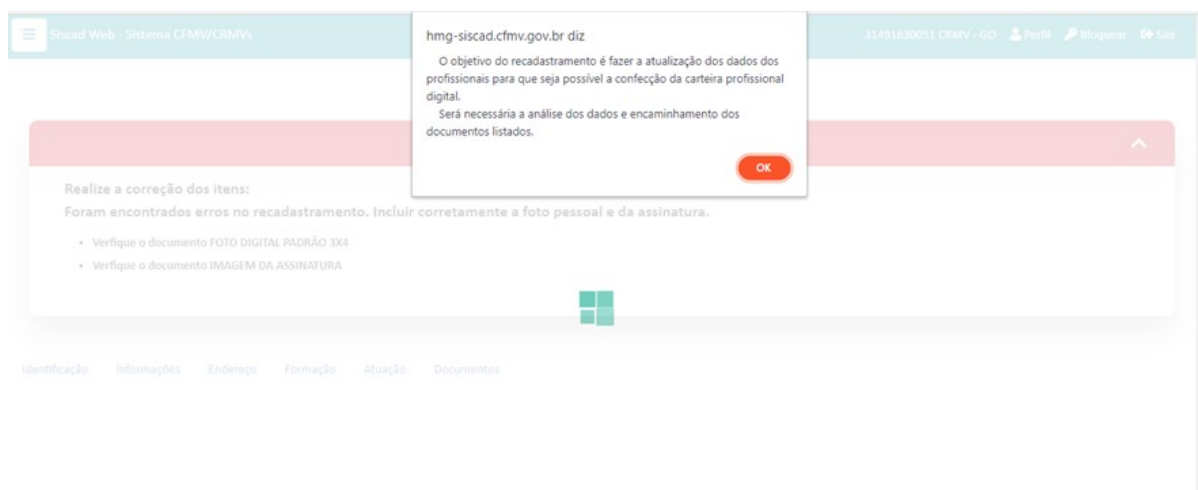 Siscad Web - Sistema CFMV/CRMVs
31491630051 CRMV - GO Perfil Bloquear Sair
hmg-siscad.cfmv.gov.br diz
O objetivo do recadastramento é fazer a atualização dos dados dos
profissionais para que seja possível a confecção da carteira profissional
digital.
Será necessária a análise dos dados e encaminhamento dos
documentos listados.
OK
Realize a correção dos itens:
Foram encontrados erros no recadastramento. Incluir corretamente a foto pessoal e da assinatura.
• Verfique o documento FOTO DIGITAL PADRÃO 3X4
• Verfique o documento IMAGEM DA ASSINATURA
Identificação Informações Endereço Formação Atuação Documentos